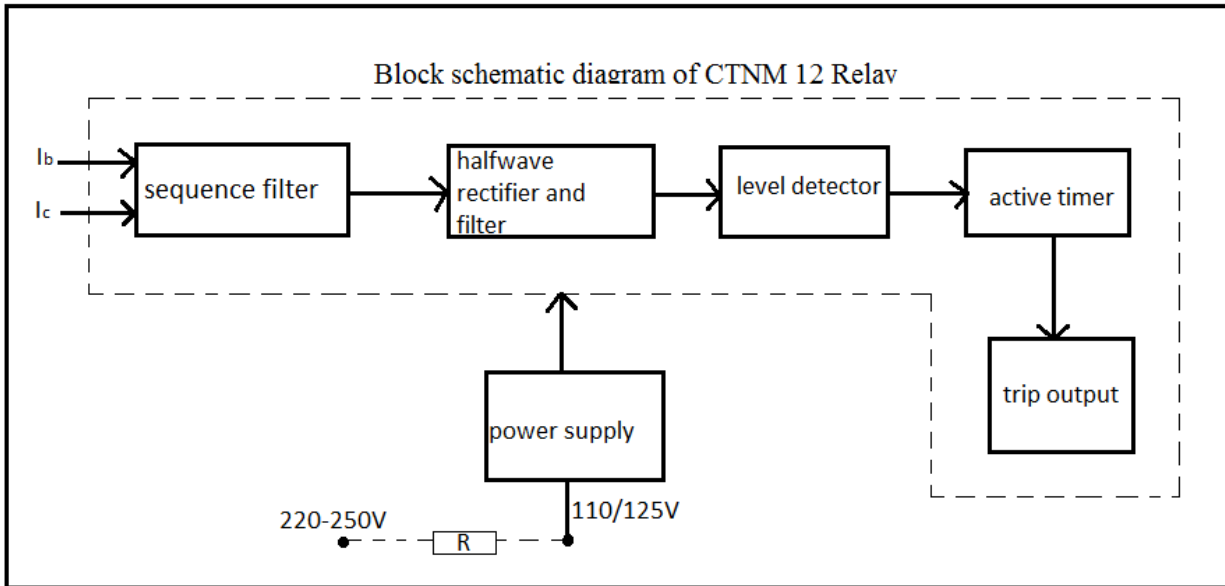 Block schematic diagram of CTNM 12 Relay
Ib
Ic
sequence filter
halfwave
rectifier and
filter
level detector
active timer
trip output
power supply
220-250V
110/125V
R